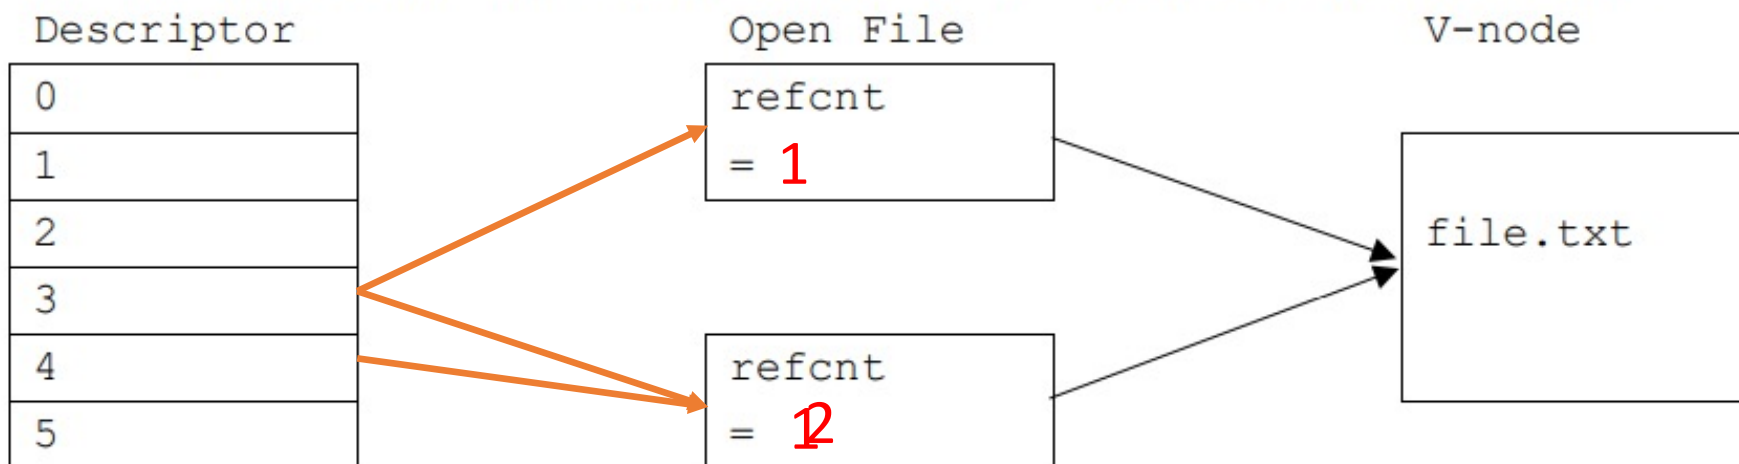 Descriptor
Open File
V-node
0
1
2
3
4
5
refcnt
= 1
refcnt
= 12
file.txt